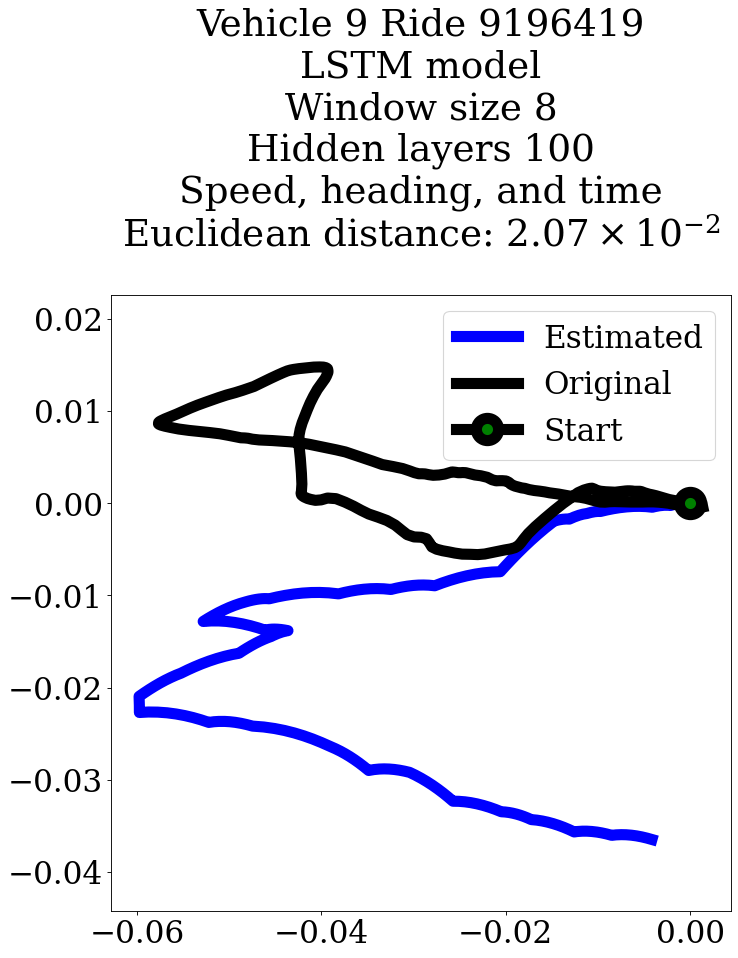 Vehicle 9 Ride 9196419
LSTM model
Window size 8
Hidden layers 100
Speed, heading, and time
Euclidean distance: 2.07 × 10⁻²
Estimated
Original
Start
0.02
0.01
0.00
−0.01
−0.02
−0.03
−0.04
−0.06
−0.04
−0.02
0.00